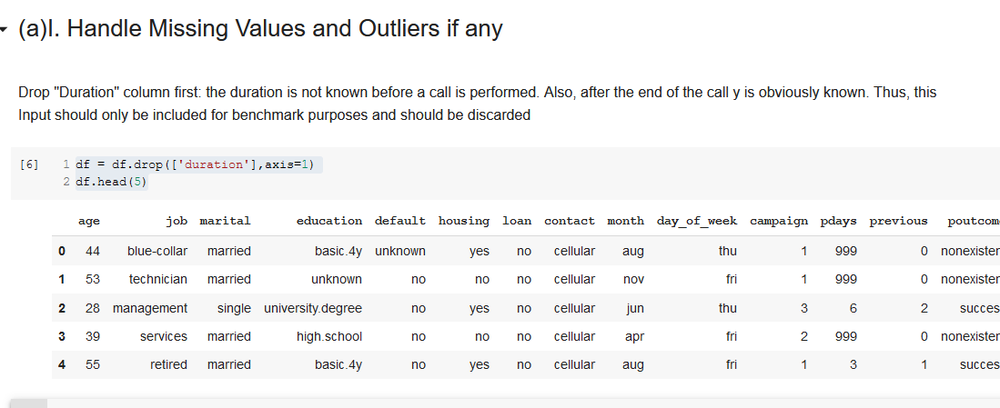 (a)I. Handle Missing Values and Outliers if any
Drop "Duration" column first: the duration is not known before a call is performed. Also, after the end of the call y is obviously known. Thus, this
Input should only be included for benchmark purposes and should be discarded
[6] 1 df = df.drop(['duration'],axis=1)
2 df.head(5)
age job marital education default housing loan contact month day_of_week campaign pdays previous poutcom
0 44 blue-collar married basic.4y unknown yes no cellular aug thu 1 999 0 nonexisten
1 53 technician married unknown no no no cellular nov fri 1 999 0 nonexisten
2 28 management single university.degree no yes no cellular jun thu 3 6 2 succes
3 39 services married high.school no no no cellular apr fri 2 999 0 nonexisten
4 55 retired married basic.4y no yes no cellular aug fri 1 3 1 succes